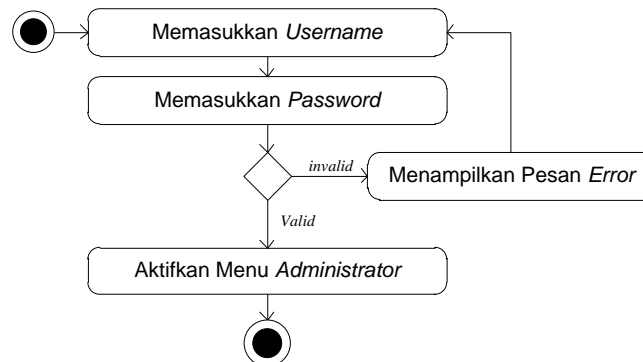 Memasukkan Username
Memasukkan Password
invalid
Menampilkan Pesan Error
Valid
Aktifkan Menu Administrator